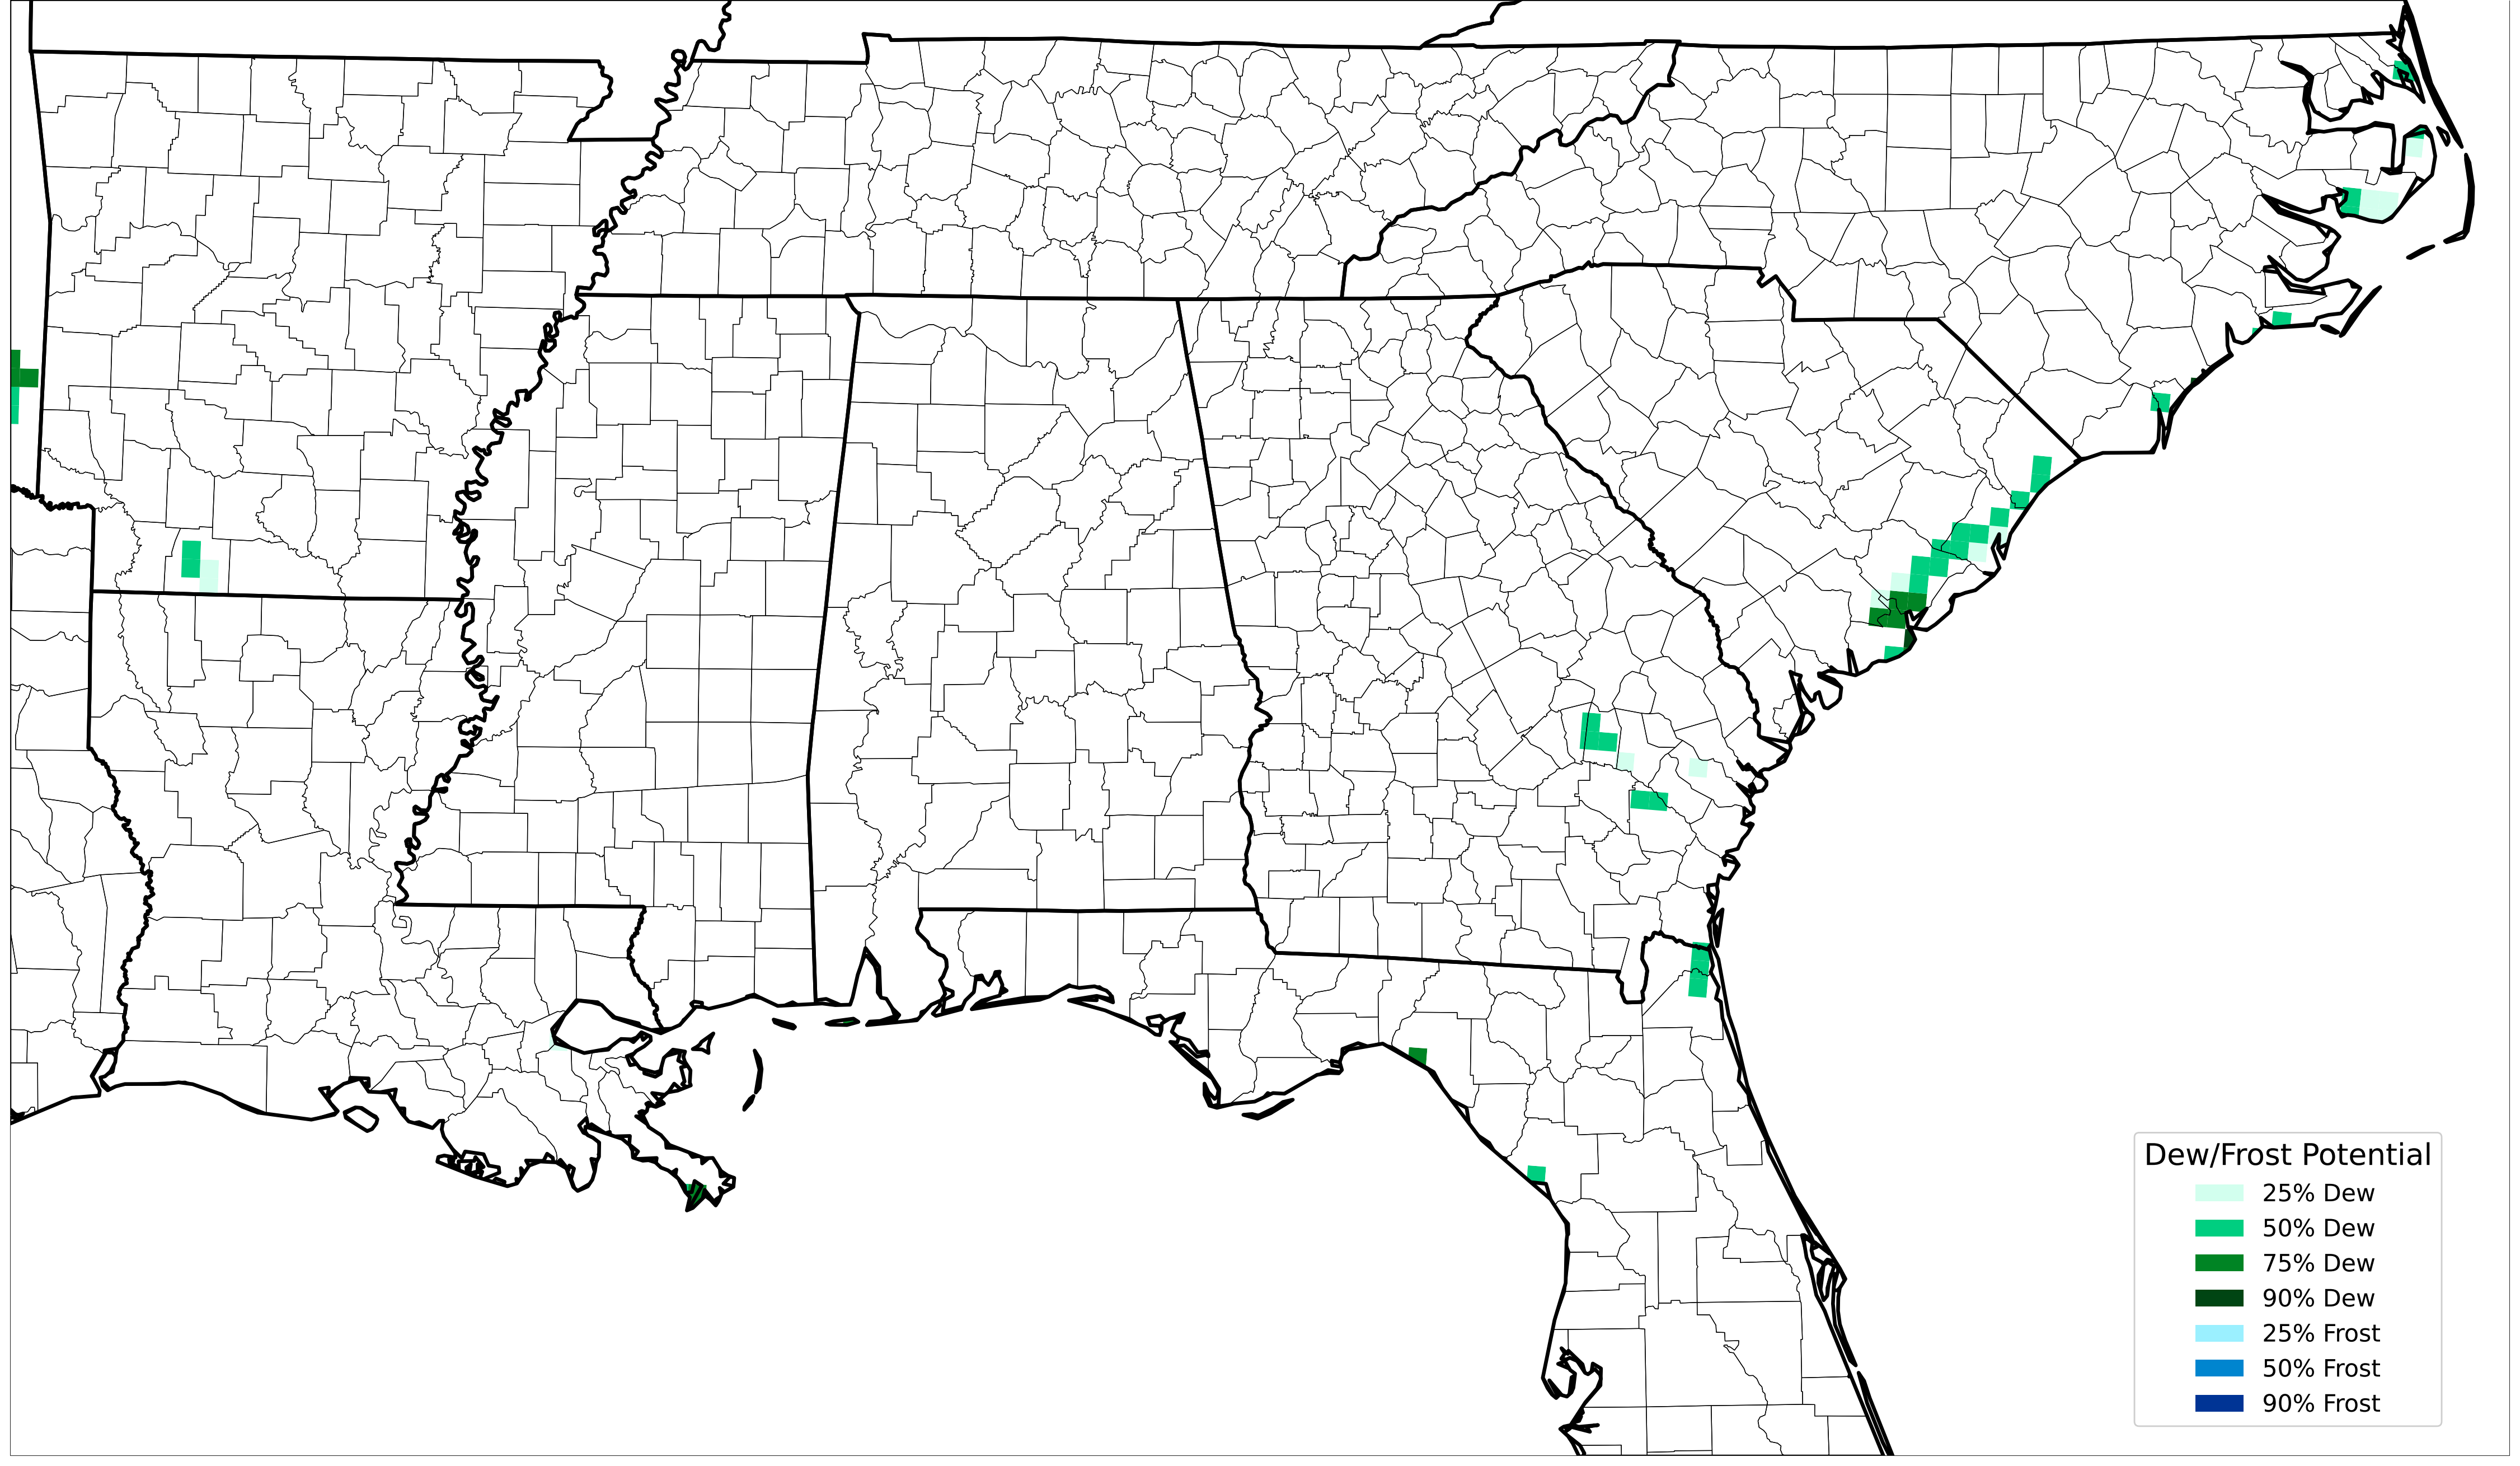 Dew/Frost Potential
25% Dew
50% Dew
75% Dew
90% Dew
25% Frost
50% Frost
90% Frost